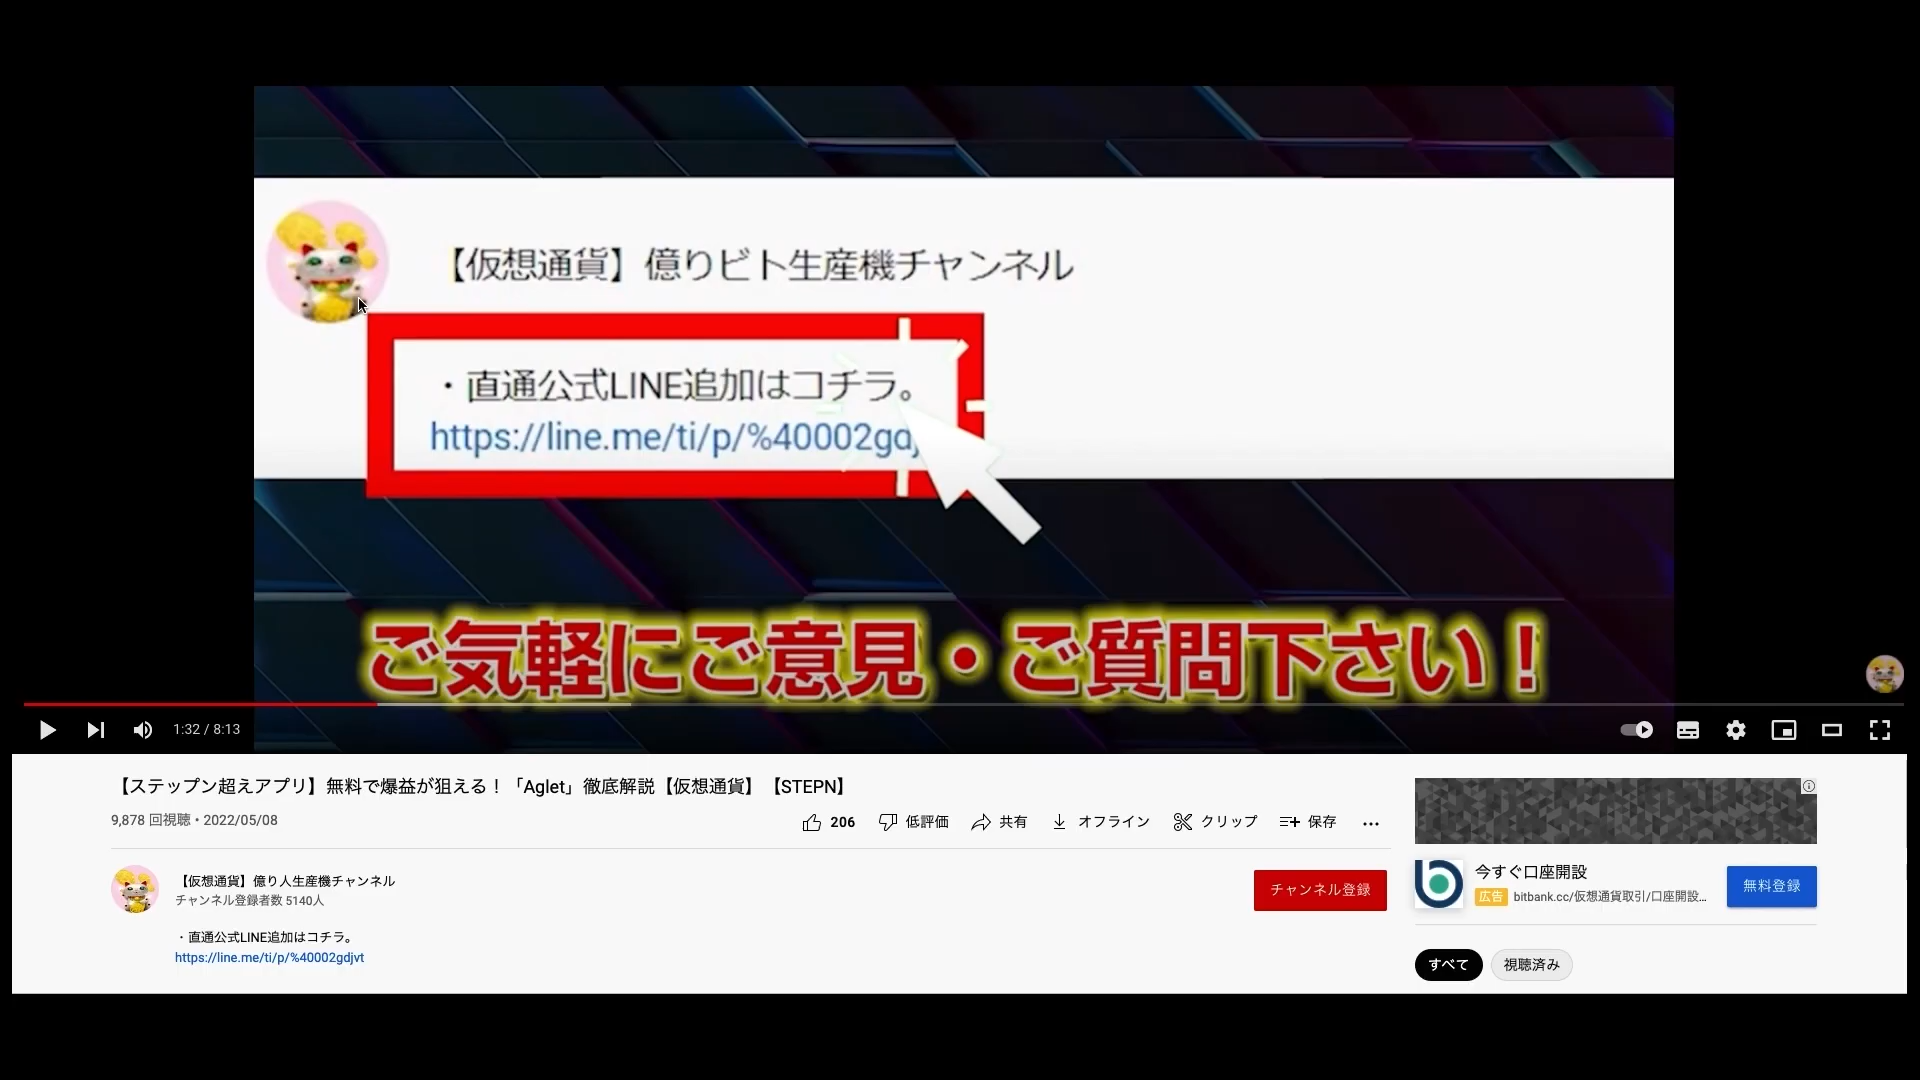 【仮想通貨】億りビト生産機チャンネル
・直通公式LINE追加はコチラ。
https://line.me/ti/p/%40002gdj
ご気軽にご意見・ご質問下さい！
1:32 / 8:13
【ステップン超えアプリ】無料で爆益が狙える！「Aglet」徹底解説【仮想通貨】【STEPN】
9,878 回視聴・2022/05/08
206 低評価 共有 オフライン クリップ 保存 …
【仮想通貨】億り人生産機チャンネル
チャンネル登録者数 5140人
チャンネル登録
・直通公式LINE追加はコチラ。
https://line.me/ti/p/%40002gdjvt
今すぐ口座開設
広告 bitbank.cc/仮想通貨取引/口座開設...
無料登録
すべて 視聴済み